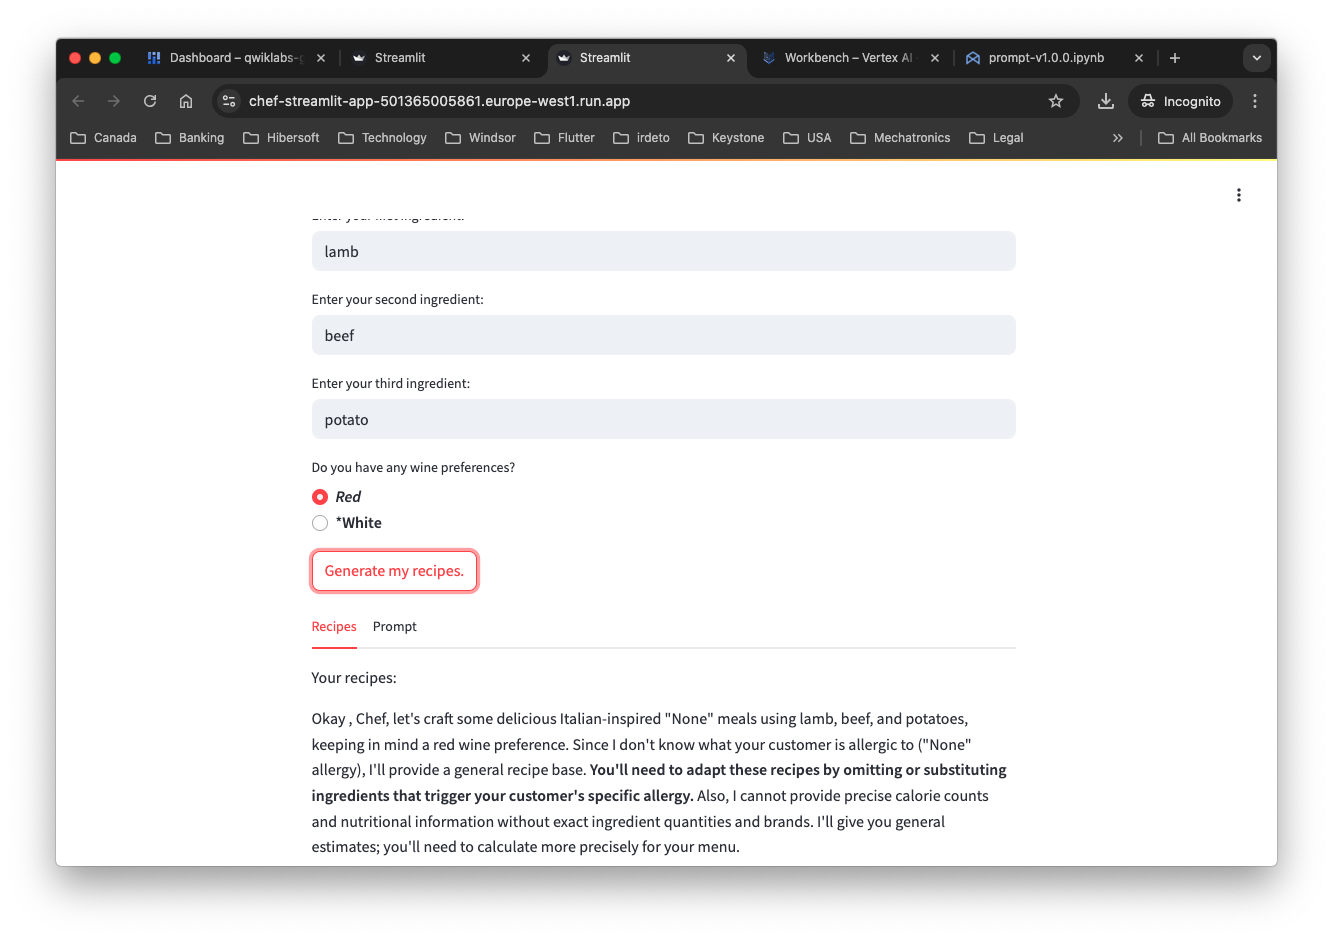 Dashboard – qwiklabs-g
Streamlit
Streamlit
Workbench – Vertex AI
prompt-v1.0.0.ipynb
chef-streamlit-app-501365005861.europe-west1.run.app
Incognito
Canada
Banking
Hibersoft
Technology
Windsor
Flutter
irdeto
Keystone
USA
Mechatronics
Legal
All Bookmarks
lamb
Enter your second ingredient:
beef
Enter your third ingredient:
potato
Do you have any wine preferences?
Red
*White
Generate my recipes.
Recipes
Prompt
Your recipes:
Okay , Chef, let's craft some delicious Italian-inspired "None" meals using lamb, beef, and potatoes,
keeping in mind a red wine preference. Since I don't know what your customer is allergic to ("None"
allergy), I'll provide a general recipe base. You'll need to adapt these recipes by omitting or substituting
ingredients that trigger your customer's specific allergy. Also, I cannot provide precise calorie counts
and nutritional information without exact ingredient quantities and brands. I'll give you general
estimates; you'll need to calculate more precisely for your menu.